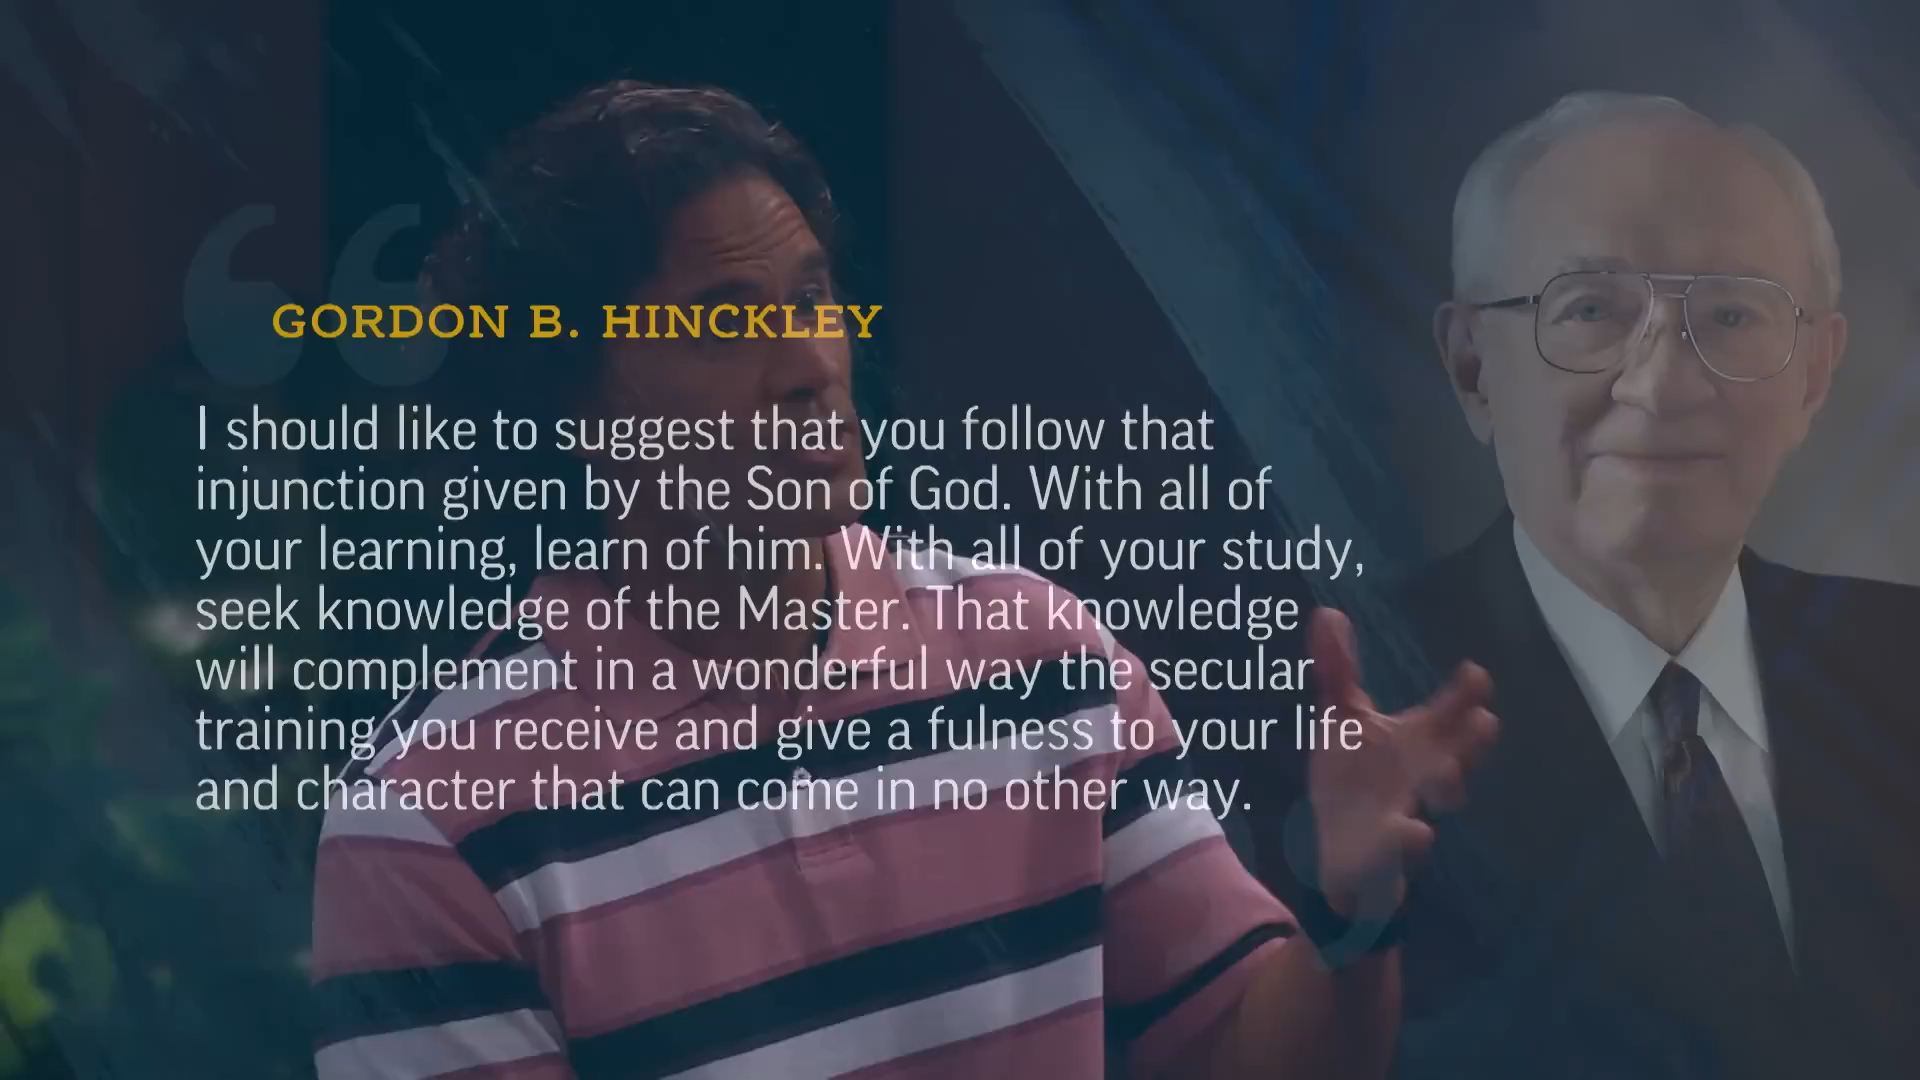 GORDON B. HINCKLEY
I should like to suggest that you follow that
injunction given by the Son of God. With all of
your learning, learn of him. With all of your study,
seek knowledge of the Master. That knowledge
will complement in a wonderful way the secular
training you receive and give a fulness to your life
and character that can come in no other way.